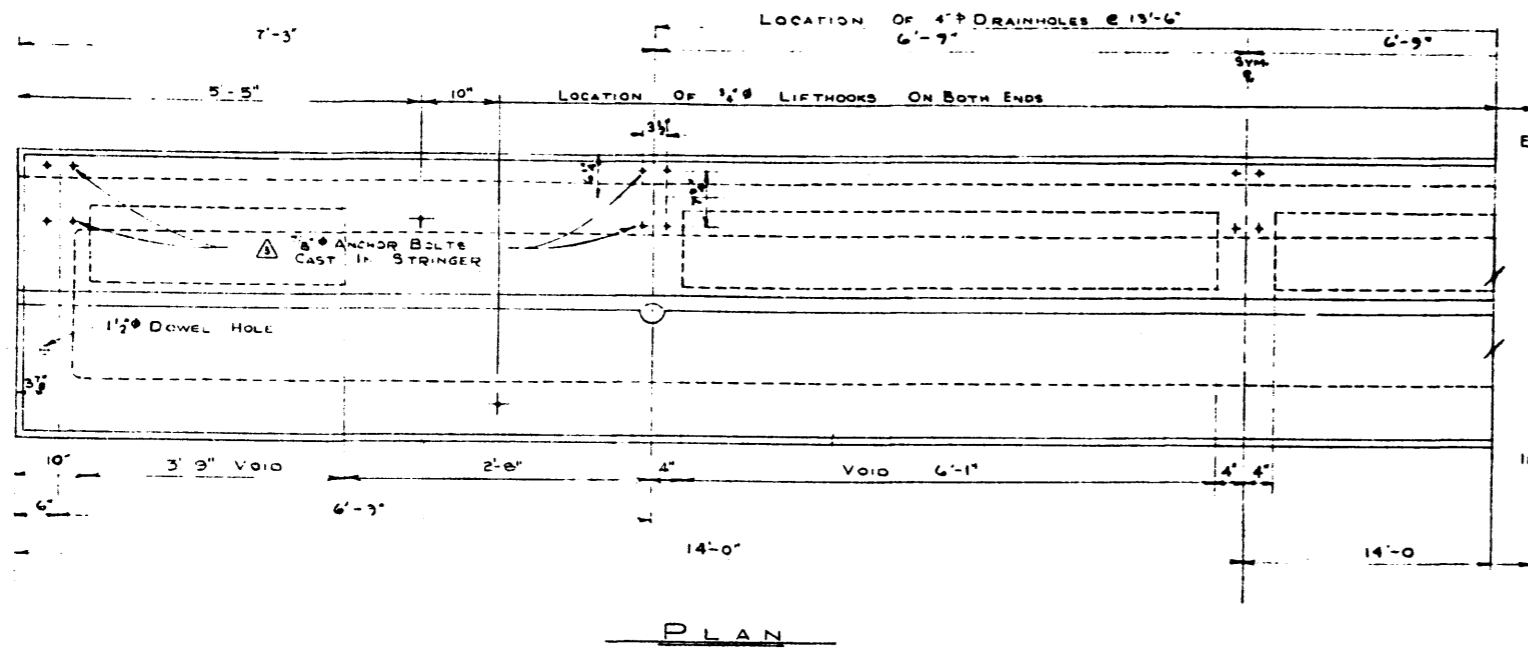 LOCATION OF 4"φ DRAINHOLES @ 13'-6"
7'-3"
6'-9"
6'-9"
SYM.
℄
5'-5"
10"
LOCATION OF ¾"φ LIFTHOOKS ON BOTH ENDS
3½"
E
⅞"φ ANCHOR BOLTS
CAST IN STRINGER
3
1½"φ DOWEL HOLE
3⅞"
10"
3'-9" VOID
2'-8"
4"
VOID 6'-1"
4"
4"
6"
6'-9"
14'-0"
14'-0
PLAN